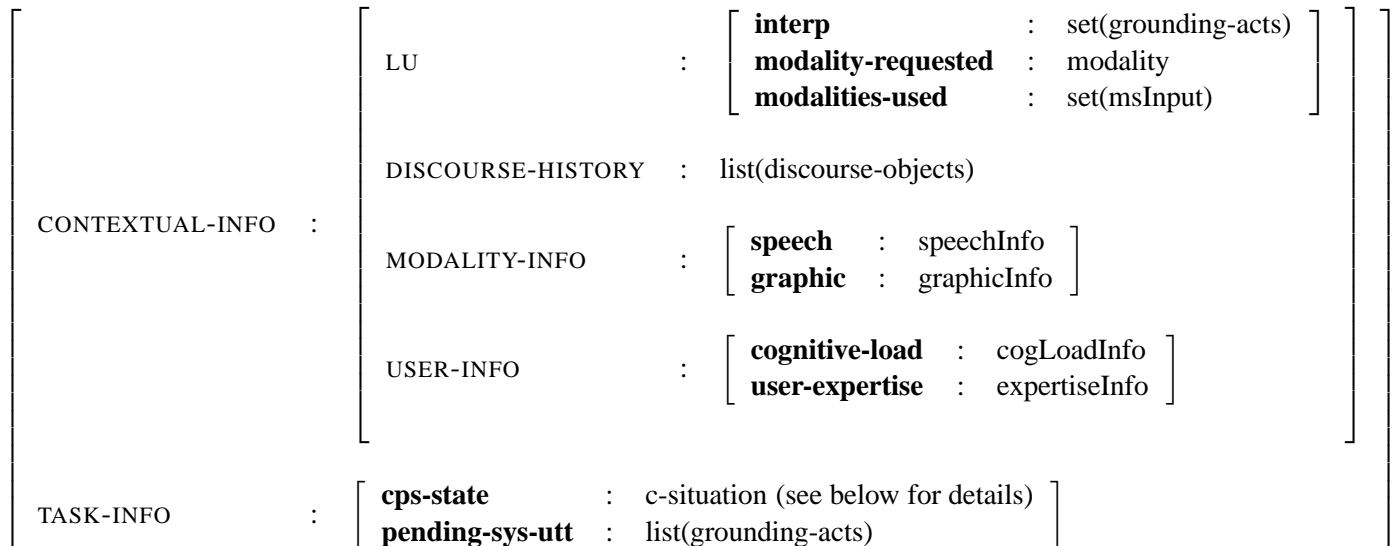 interp : set(grounding-acts)
LU : modality-requested : modality
modalities-used : set(msInput)
DISCOURSE-HISTORY : list(discourse-objects)
CONTEXTUAL-INFO :
speech : speechInfo
MODALITY-INFO :
graphic : graphicInfo
cognitive-load : cogLoadInfo
USER-INFO :
user-expertise : expertiseInfo
cps-state : c-situation (see below for details)
TASK-INFO :
pending-sys-utt : list(grounding-acts)